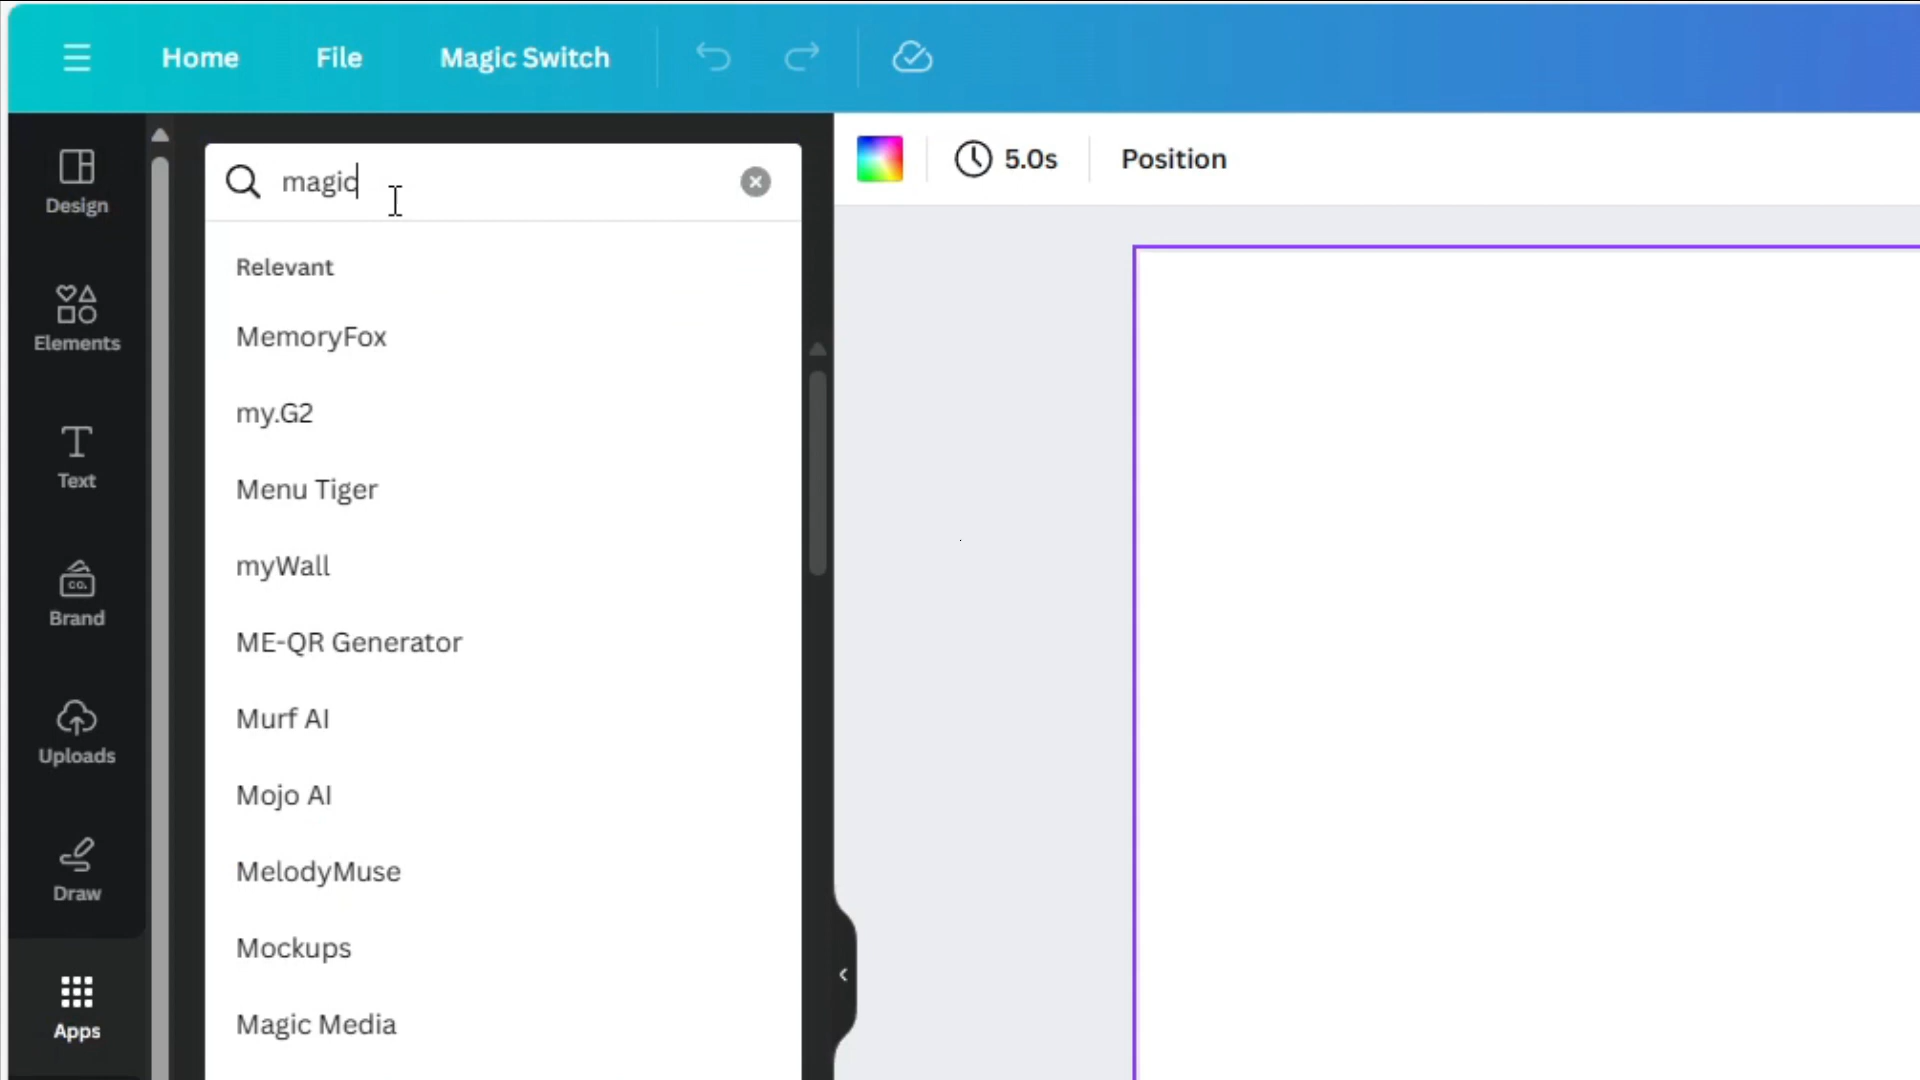 Home File Magic Switch
Design
Elements
Text
CO.
Brand
Uploads
Draw
Apps
magic
Relevant
MemoryFox
my.G2
Menu Tiger
myWall
ME-QR Generator
Murf AI
Mojo AI
MelodyMuse
Mockups
Magic Media
5.0s Position